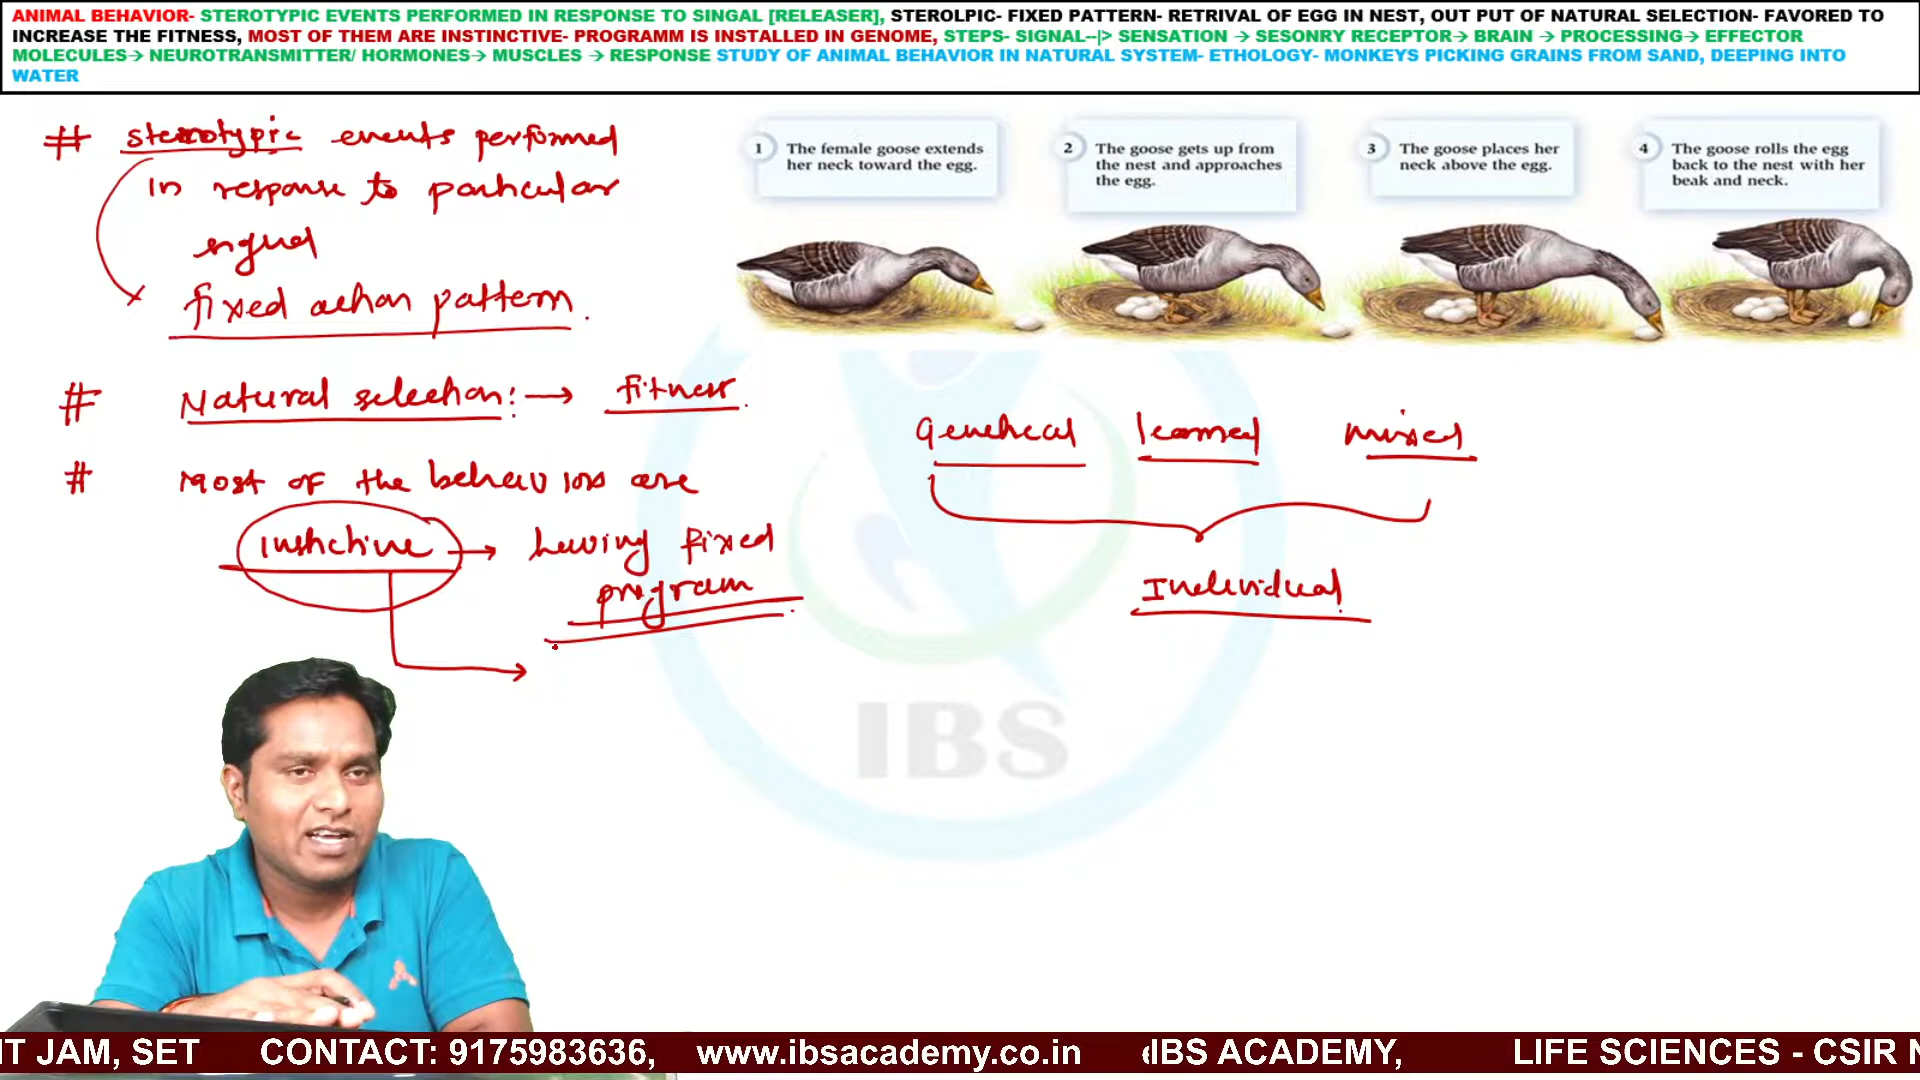 ANIMAL BEHAVIOR- STEROTYPIC EVENTS PERFORMED IN RESPONSE TO SINGAL [RELEASER], STEROLPIC- FIXED PATTERN- RETRIVAL OF EGG IN NEST, OUT PUT OF NATURAL SELECTION- FAVORED TO
INCREASE THE FITNESS, MOST OF THEM ARE INSTINCTIVE- PROGRAMM IS INSTALLED IN GENOME, STEPS- SIGNAL--|> SENSATION → SESONRY RECEPTOR→ BRAIN → PROCESSING→ EFFECTOR
MOLECULES→ NEUROTRANSMITTER/ HORMONES→ MUSCLES → RESPONSE STUDY OF ANIMAL BEHAVIOR IN NATURAL SYSTEM- ETHOLOGY- MONKEYS PICKING GRAINS FROM SAND, DEEPING INTO
WATER
# sterotypic events performed
in response to particular
signal
fixed action pattern.
# Natural selection: → fitness.
# Most of the behaviors are
instinctive → having fixed
program
1 The female goose extends
her neck toward the egg.
2 The goose gets up from
the nest and approaches
the egg.
3 The goose places her
neck above the egg.
4 The goose rolls the egg
back to the nest with her
beak and neck.
Genetical learned mixed
Individual
IBS
IT JAM, SET CONTACT: 9175983636, www.ibsacademy.co.in IBS ACADEMY, LIFE SCIENCES - CSIR N